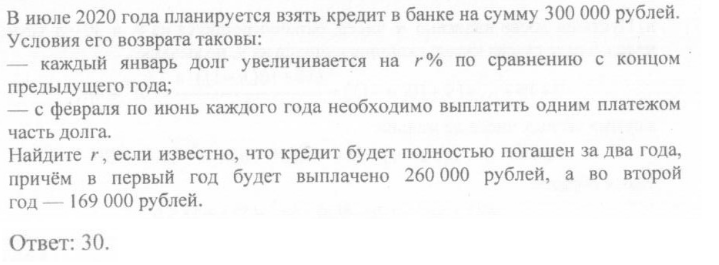 В июле 2020 года планируется взять кредит в банке на сумму 300 000 рублей.
Условия его возврата таковы:
— каждый январь долг увеличивается на r% по сравнению с концом
предыдущего года;
— с февраля по июнь каждого года необходимо выплатить одним платежом
часть долга.
Найдите r, если известно, что кредит будет полностью погашен за два года,
причём в первый год будет выплачено 260 000 рублей, а во второй
год — 169 000 рублей.
Ответ: 30.